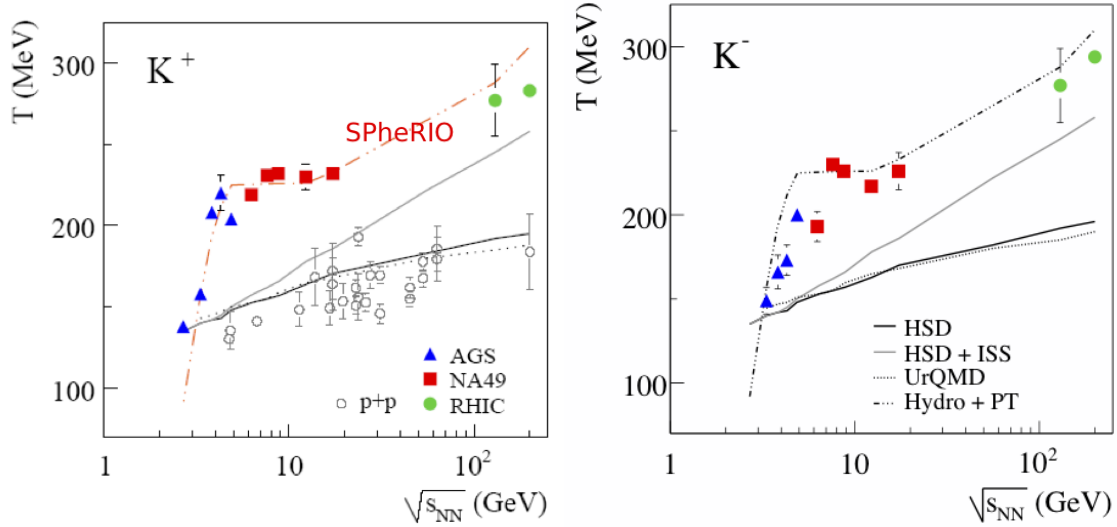 T (MeV)
300
200
100
K+
SPheRIO
AGS
NA49
p+p
RHIC
1
10
10²
√sNN (GeV)
T (MeV)
300
200
100
K-
HSD
HSD + ISS
UrQMD
Hydro + PT
1
10
10²
√sNN (GeV)